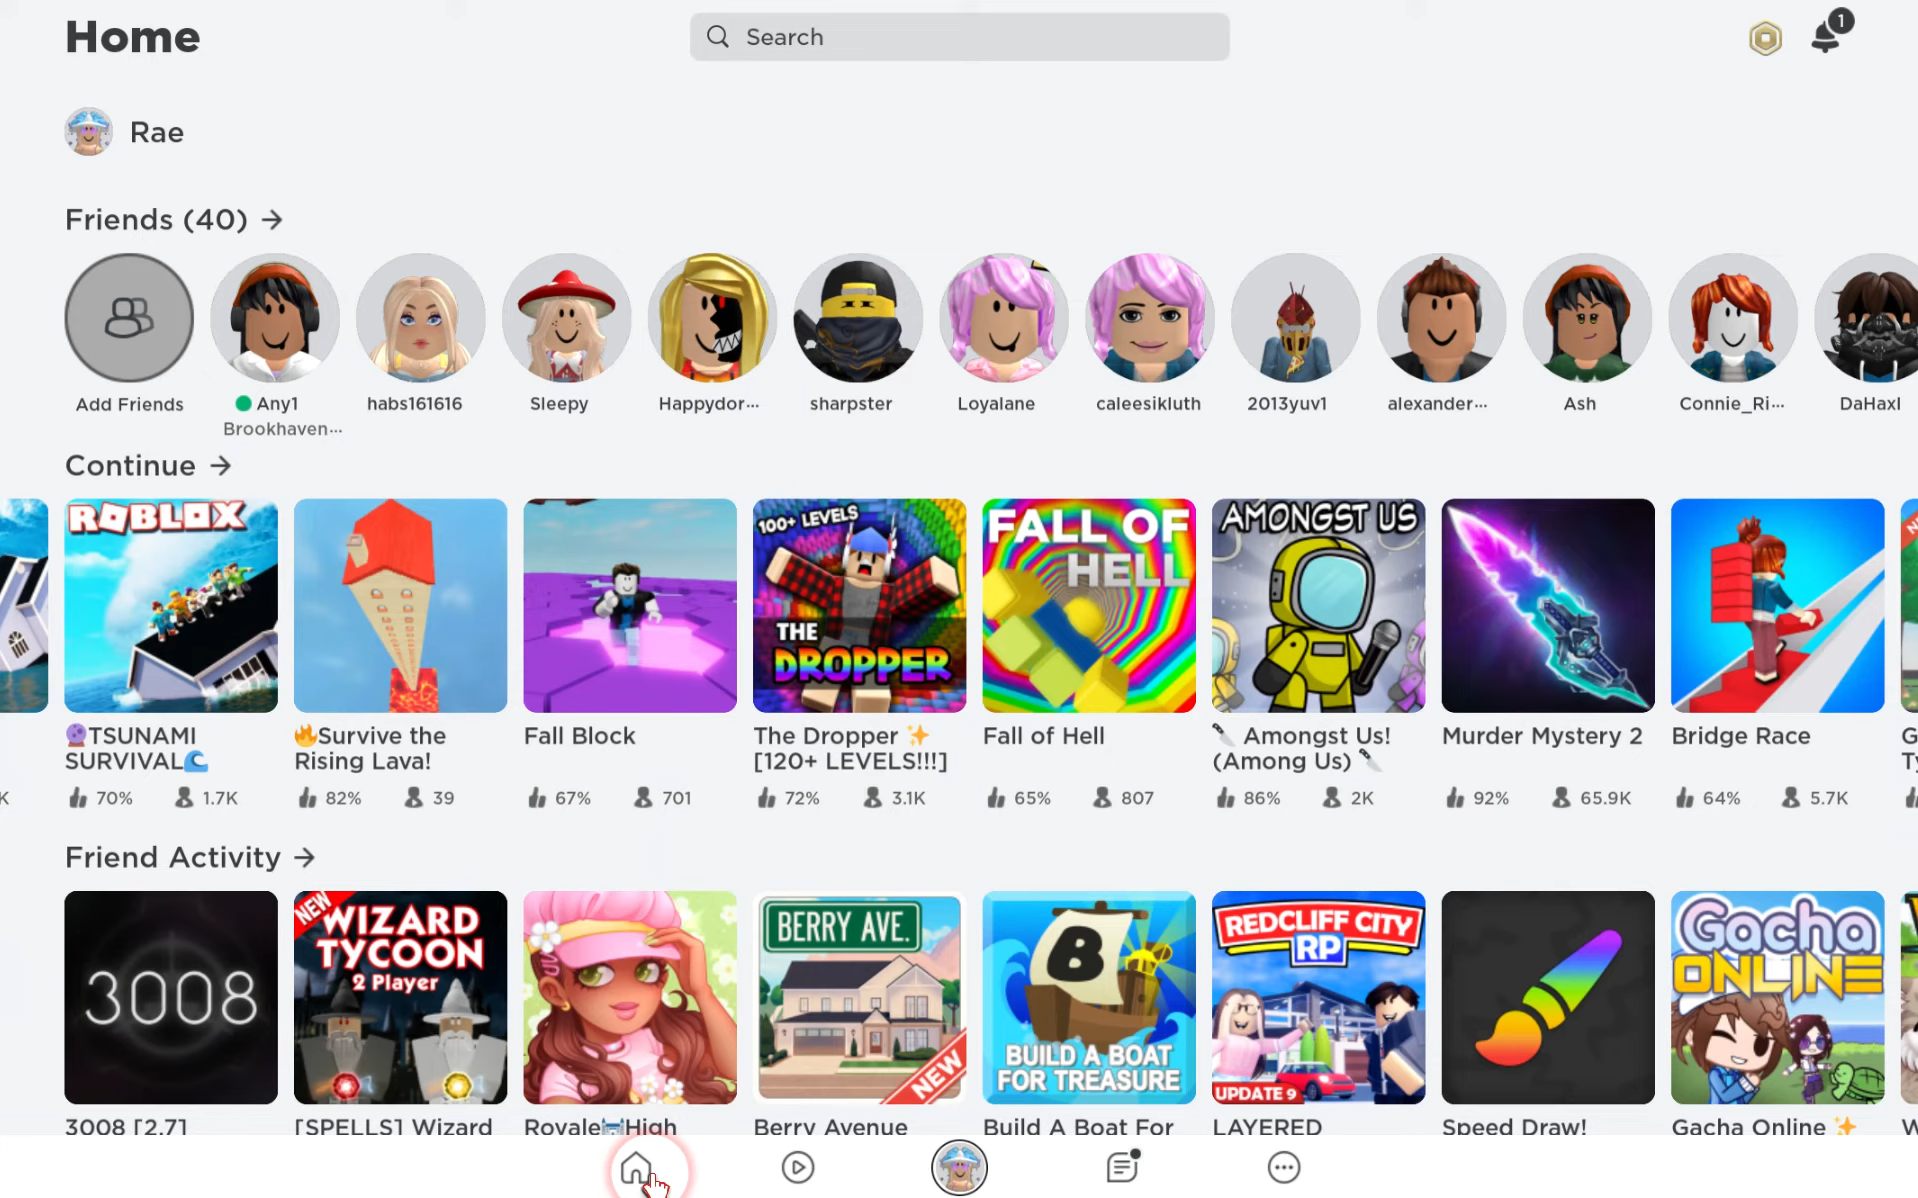 Home
Search
1
Rae
Friends (40) →
Add Friends
Any1
Brookhaven...
habs161616
Sleepy
Happydor...
sharpster
Loyalane
caleesikluth
2013yuv1
alexander...
Ash
Connie_Ri...
DaHaxl
Continue →
ROBLOX
100+ LEVELS
THE
DROPPER
FALL OF
HELL
AMONGST US
🔮TSUNAMI
SURVIVAL🌊
🔥Survive the
Rising Lava!
Fall Block
The Dropper ✨
[120+ LEVELS!!!]
Fall of Hell
🔪 Amongst Us!
(Among Us) 🔪
Murder Mystery 2
Bridge Race
K
70% 1.7K
82% 39
67% 701
72% 3.1K
65% 807
86% 2K
92% 65.9K
64% 5.7K
Friend Activity →
3008
NEW
WIZARD
TYCOON
2 Player
BERRY AVE.
NEW
B
BUILD A BOAT
FOR TREASURE
REDCLIFF CITY
RP
UPDATE 9
Gacha
ONLINE
3008 [2.7]
[SPELLS] Wizard
Royale🏰High
Berry Avenue
Build A Boat For
LAYERED
Speed Draw!
Gacha Online ✨